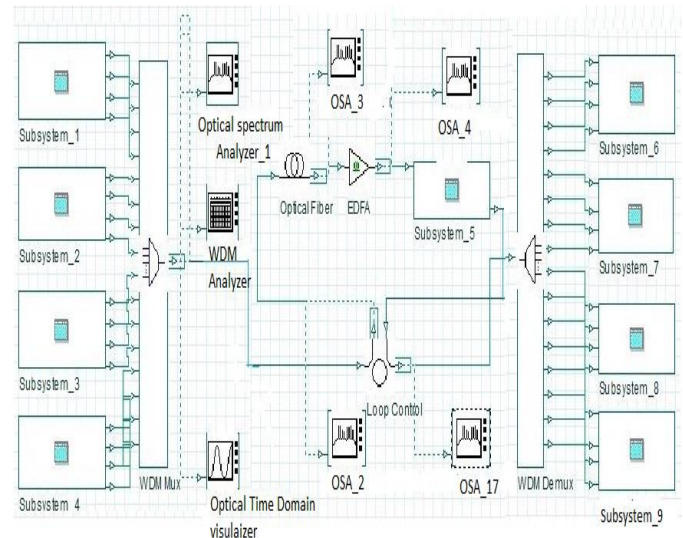 Subsystem_1
Subsystem_2
Subsystem_3
Subsystem 4
WDM Mux
Optical spectrum
Analyzer_1
WDM
Analyzer
Optical Time Domain
visulaizer
OSA_3
OSA_4
Optical Fiber
EDFA
Subsystem_5
Loop Control
OSA_2
OSA_17
WDM Demux
Subsystem_6
Subsystem_7
Subsystem_8
Subsystem_9